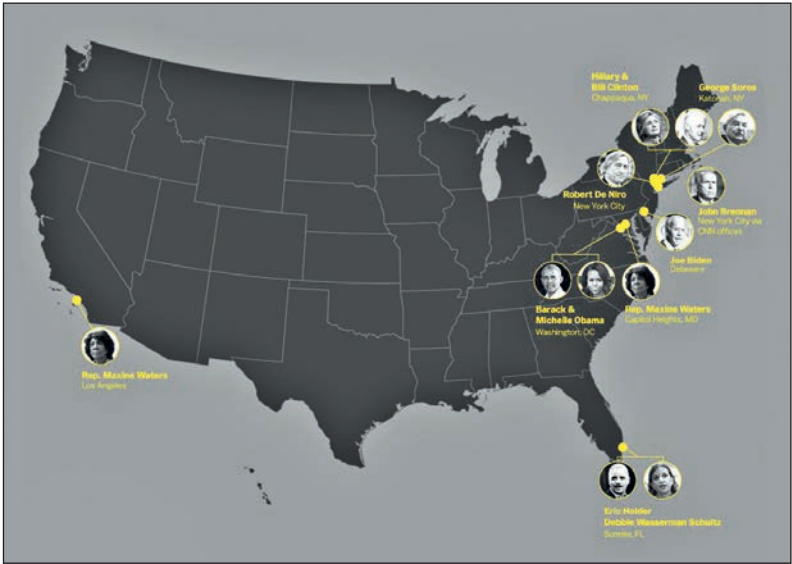 Hillary &
Bill Clinton
Chappaqua, NY
George Soros
Katonah, NY
Robert De Niro
New York City
John Brennan
New York City via
CNN offices
Joe Biden
Delaware
Barack &
Michelle Obama
Washington, DC
Rep. Maxine Waters
Capitol Heights, MD
Rep. Maxine Waters
Los Angeles
Eric Holder
Debbie Wasserman Schultz
Sunrise, FL